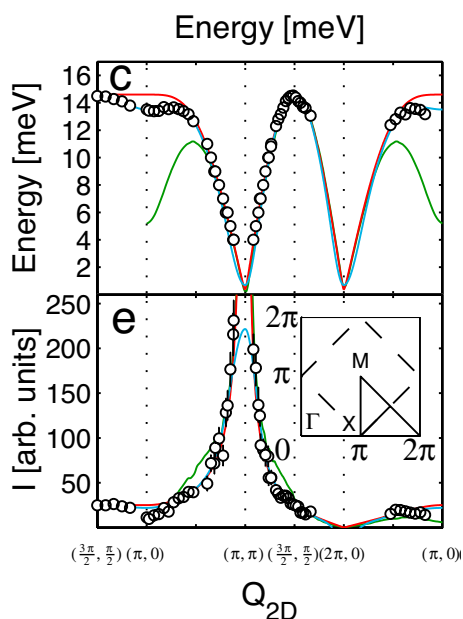 Energy [meV]
c
16
14
12
10
8
6
4
2
Energy [meV]
e
250
200
150
100
50
I [arb. units]
2π
π
0
M
Γ
X
π
2π
(3π/2, π/2) (π, 0) (π, π) (3π/2, π/2)(2π, 0) (π, 0)(
Q2D